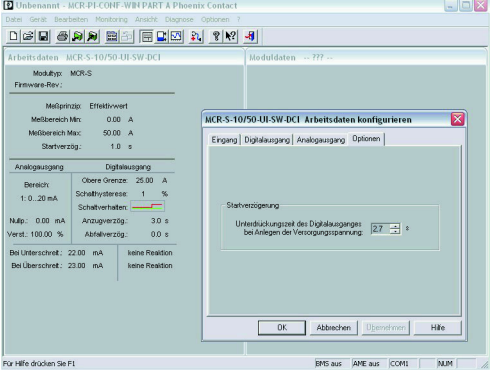 Unbenannt - MCR-PI-CONF-WIN PART A Phoenix Contact
Datei Gerät Bearbeiten Monitoring Ansicht Diagnose Optionen ?
Arbeitsdaten MCR-S-10/50-UI-SW-DCI
Modultyp: MCR-S
Firmware-Rev.:
Meßprinzip: Effektivwert
Meßbereich Min: 0.00 A
Meßbereich Max: 50.00 A
Startverzög.: 1.0 s
Analogausgang Digitalausgang
Bereich:
1: 0...20 mA
Obere Grenze: 25.00 A
Schalthysterese: 1 %
Schaltverhalten:
Nullp.: 0.00 mA Anzugverzög.: 3.0 s
Verst.: 100.00 % Abfallverzög.: 0.0 s
Bei Unterschreit.: 22.00 mA keine Reaktion
Bei Überschreit.: 23.00 mA keine Reaktion
Moduldaten -- ??? --
MCR-S-10/50-UI-SW-DCI Arbeitsdaten konfigurieren
Eingang Digitalausgang Analogausgang Optionen
Startverzögerung
Unterdrückungszeit des Digitalausganges
bei Anlegen der Versorgungsspannung: 2.7 s
OK Abbrechen Übernehmen Hilfe
Für Hilfe drücken Sie F1 BMS aus AME aus COM1 NUM